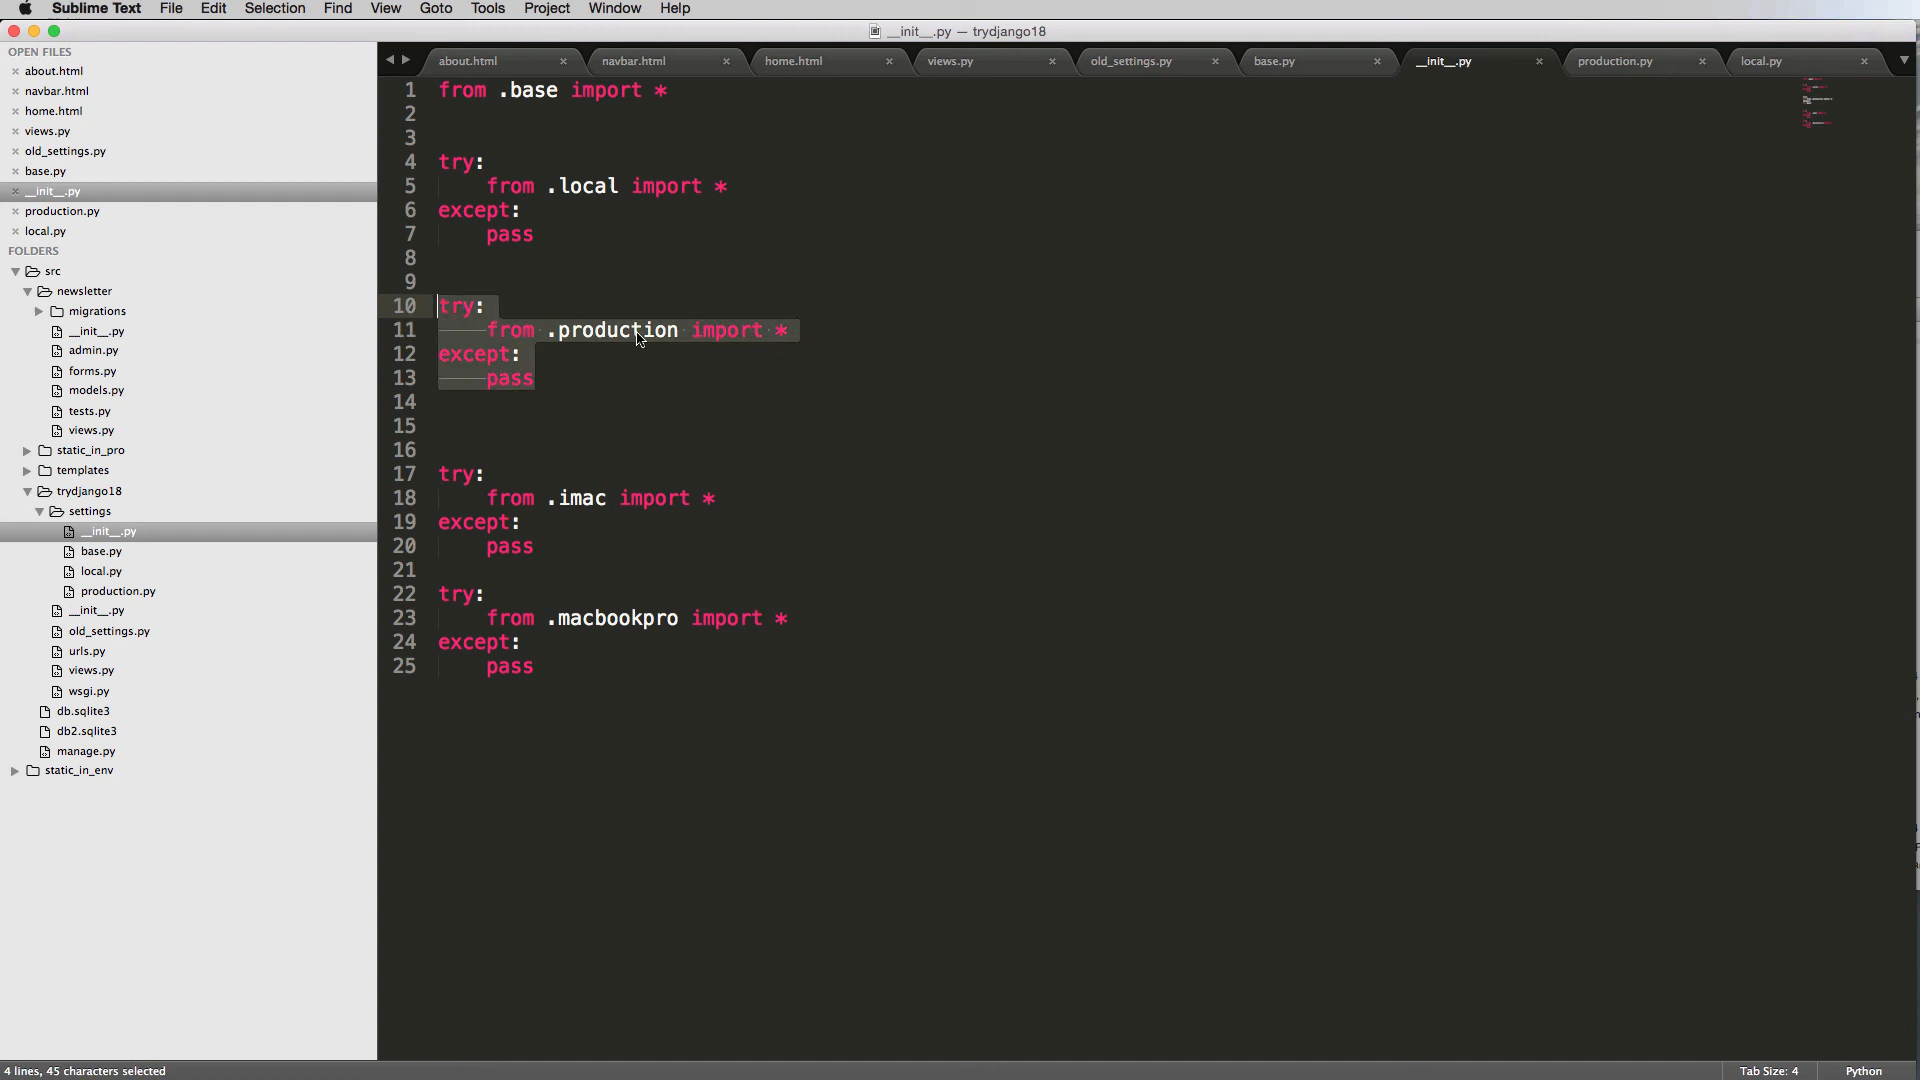 Sublime Text File Edit Selection Find View Goto Tools Project Window Help
__init__.py — trydjango18
OPEN FILES
about.html
navbar.html
home.html
views.py
old_settings.py
base.py
__init__.py
production.py
local.py
FOLDERS
src
newsletter
migrations
__init__.py
admin.py
forms.py
models.py
tests.py
views.py
static_in_pro
templates
trydjango18
settings
__init__.py
base.py
local.py
production.py
__init__.py
old_settings.py
urls.py
views.py
wsgi.py
db.sqlite3
db2.sqlite3
manage.py
static_in_env
about.html navbar.html home.html views.py old_settings.py base.py __init__.py production.py local.py
1 from .base import *
2
3
4 try:
5 from .local import *
6 except:
7 pass
8
9
10 try:
11 from .production import *
12 except:
13 pass
14
15
16
17 try:
18 from .imac import *
19 except:
20 pass
21
22 try:
23 from .macbookpro import *
24 except:
25 pass
4 lines, 45 characters selected
Tab Size: 4
Python